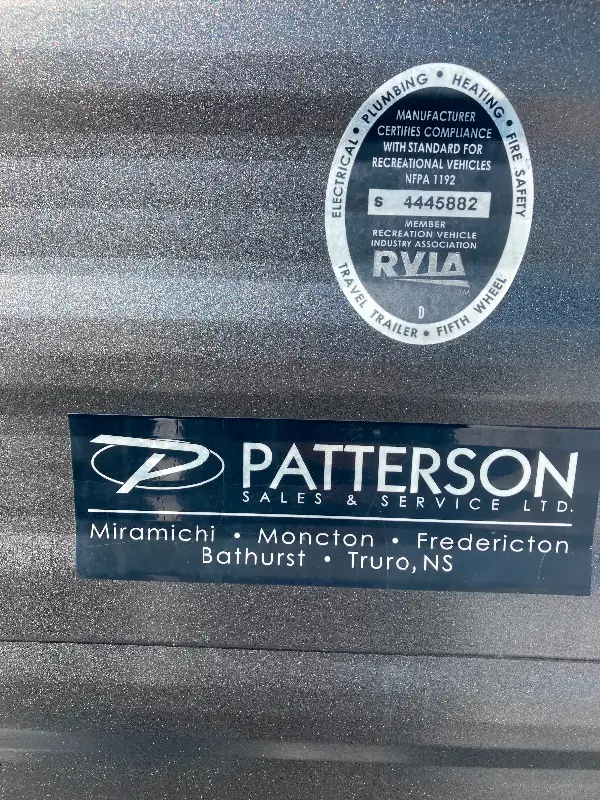 ELECTRICAL • PLUMBING • HEATING • FIRE SAFETY
MANUFACTURER
CERTIFIES COMPLIANCE
WITH STANDARD FOR
RECREATIONAL VEHICLES
NFPA 1192
S 4445882
MEMBER
RECREATION VEHICLE
INDUSTRY ASSOCIATION
RVIA
D
TRAVEL TRAILER • FIFTH WHEEL
PATTERSON
SALES & SERVICE LTD.
Miramichi • Moncton • Fredericton
Bathurst • Truro, NS